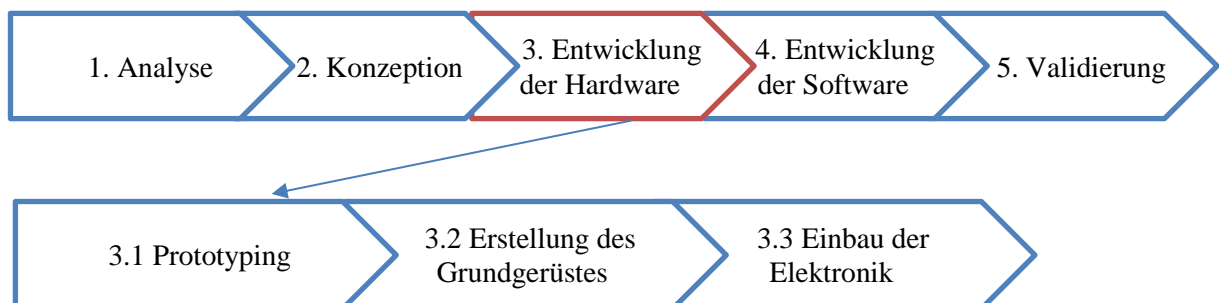 1. Analyse
2. Konzeption
3. Entwicklung
der Hardware
4. Entwicklung
der Software
5. Validierung
3.1 Prototyping
3.2 Erstellung des
Grundgerüstes
3.3 Einbau der
Elektronik